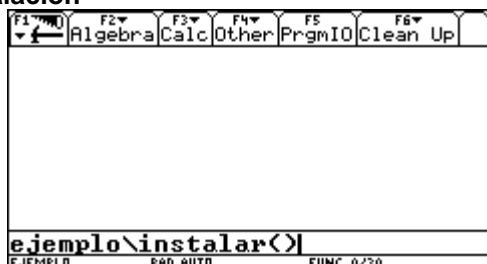 alación
F1 F2 F3 F4 F5 F6
Algebra Calc Other PrgmIO Clean Up
ejemplo\instalar()
EJEMPLO RAD AUTO FUNC 0/30